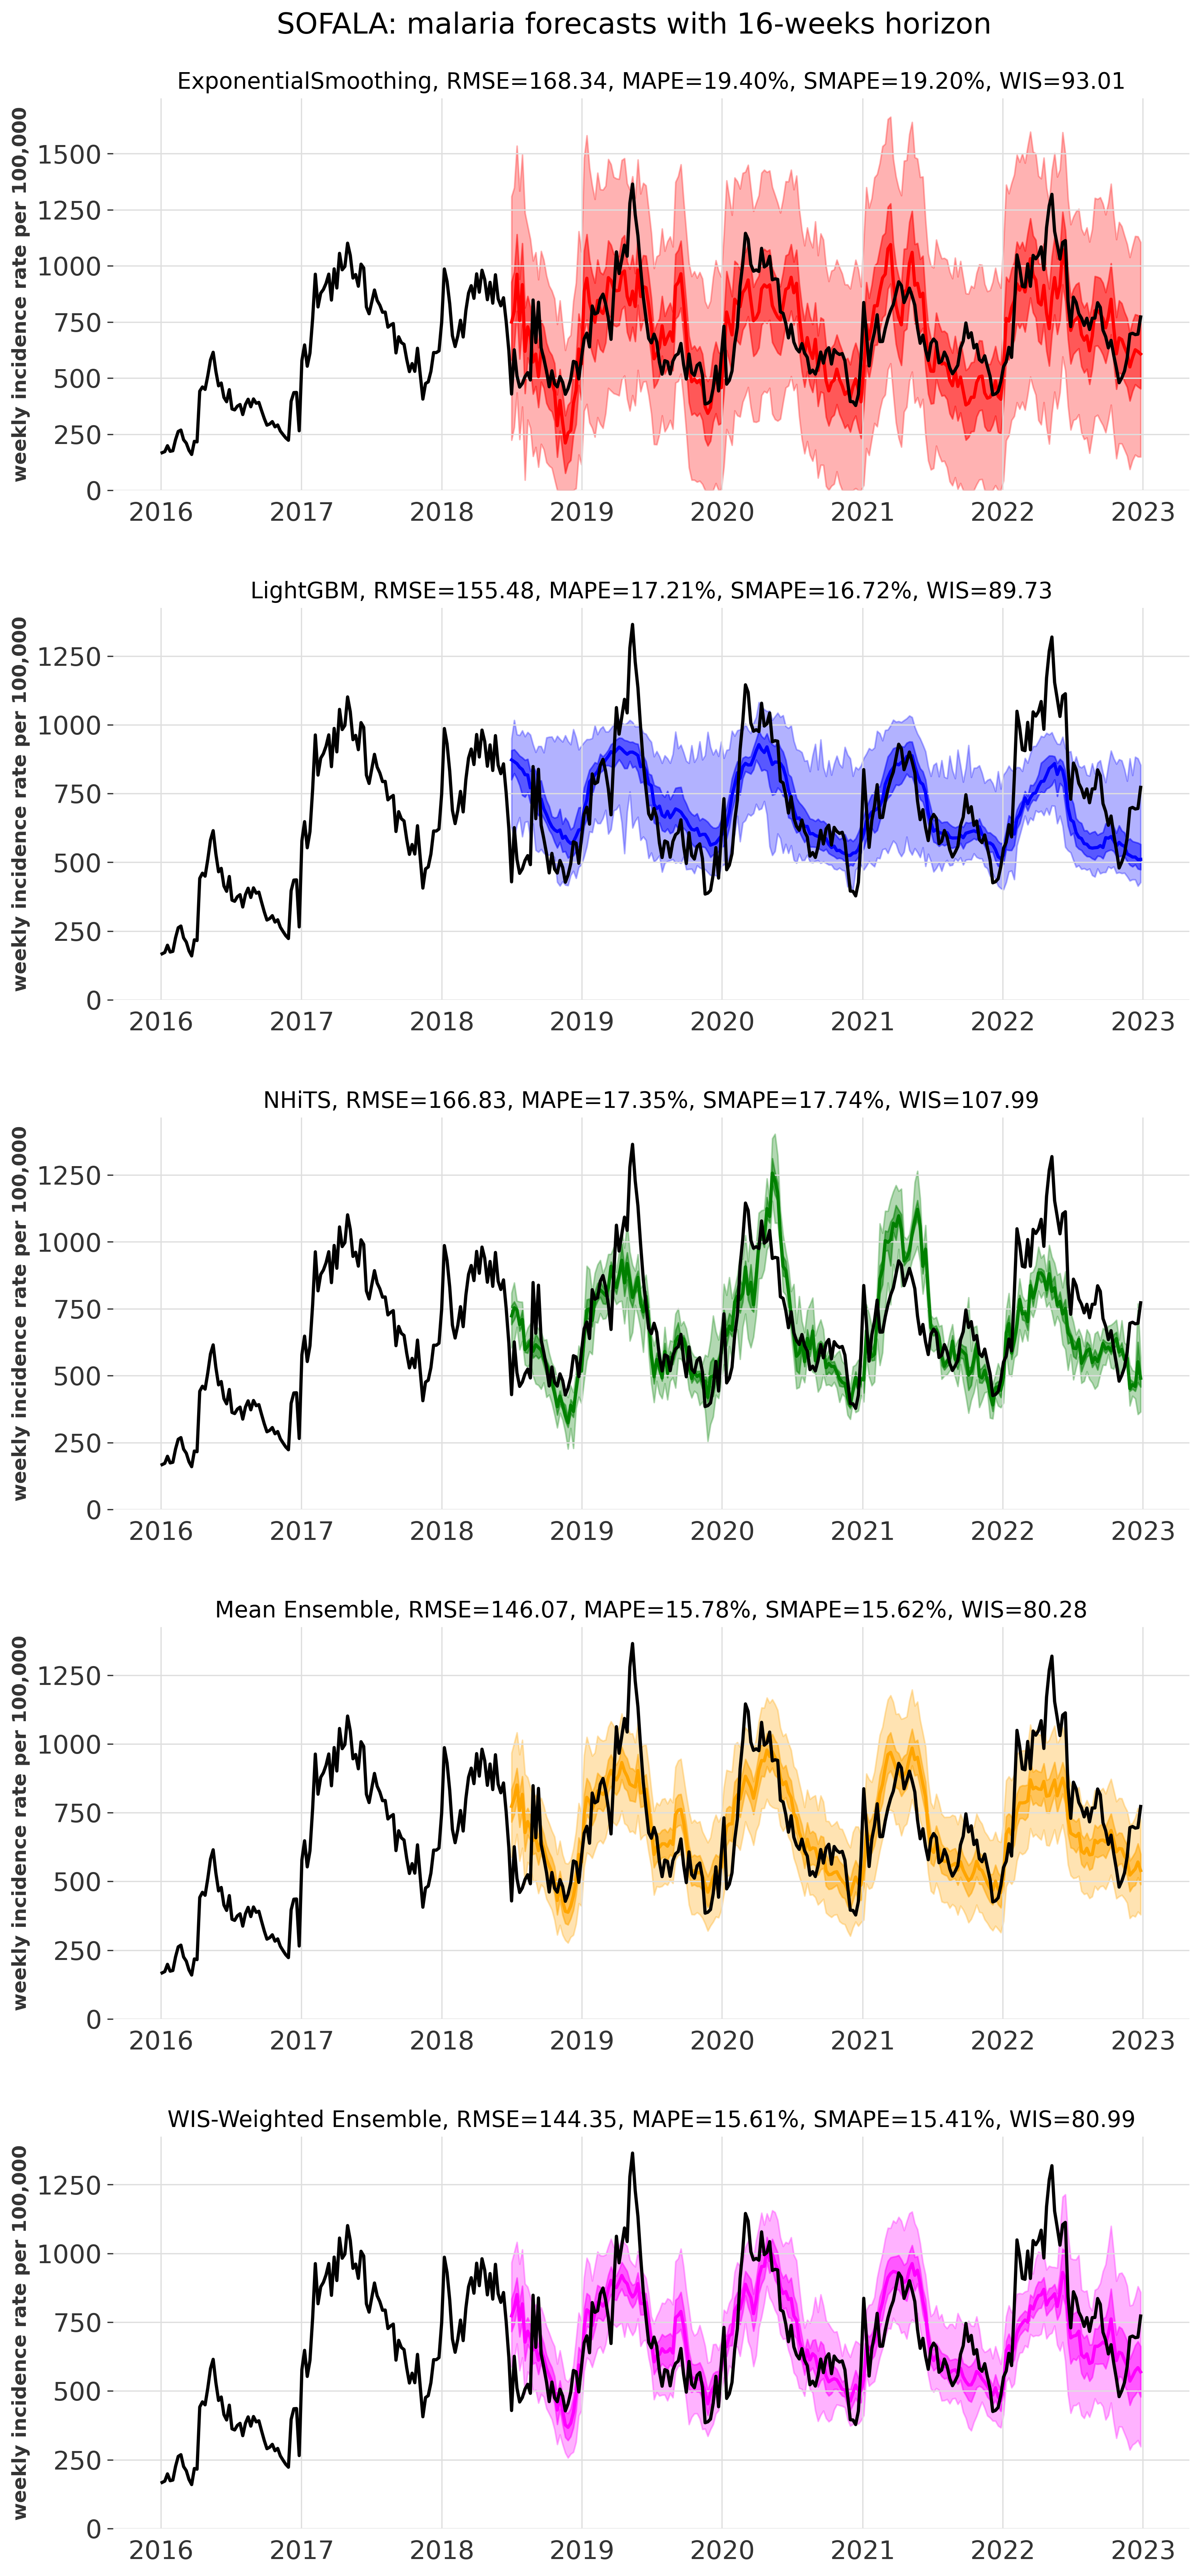 SOFALA: malaria forecasts with 16-weeks horizon
ExponentialSmoothing, RMSE=168.34, MAPE=19.40%, SMAPE=19.20%, WIS=93.01
weekly incidence rate per 100,000
1500
1250
1000
750
500
250
0
2016 2017 2018 2019 2020 2021 2022 2023
LightGBM, RMSE=155.48, MAPE=17.21%, SMAPE=16.72%, WIS=89.73
weekly incidence rate per 100,000
1250
1000
750
500
250
0
2016 2017 2018 2019 2020 2021 2022 2023
NHiTS, RMSE=166.83, MAPE=17.35%, SMAPE=17.74%, WIS=107.99
weekly incidence rate per 100,000
1250
1000
750
500
250
0
2016 2017 2018 2019 2020 2021 2022 2023
Mean Ensemble, RMSE=146.07, MAPE=15.78%, SMAPE=15.62%, WIS=80.28
weekly incidence rate per 100,000
1250
1000
750
500
250
0
2016 2017 2018 2019 2020 2021 2022 2023
WIS-Weighted Ensemble, RMSE=144.35, MAPE=15.61%, SMAPE=15.41%, WIS=80.99
weekly incidence rate per 100,000
1250
1000
750
500
250
0
2016 2017 2018 2019 2020 2021 2022 2023